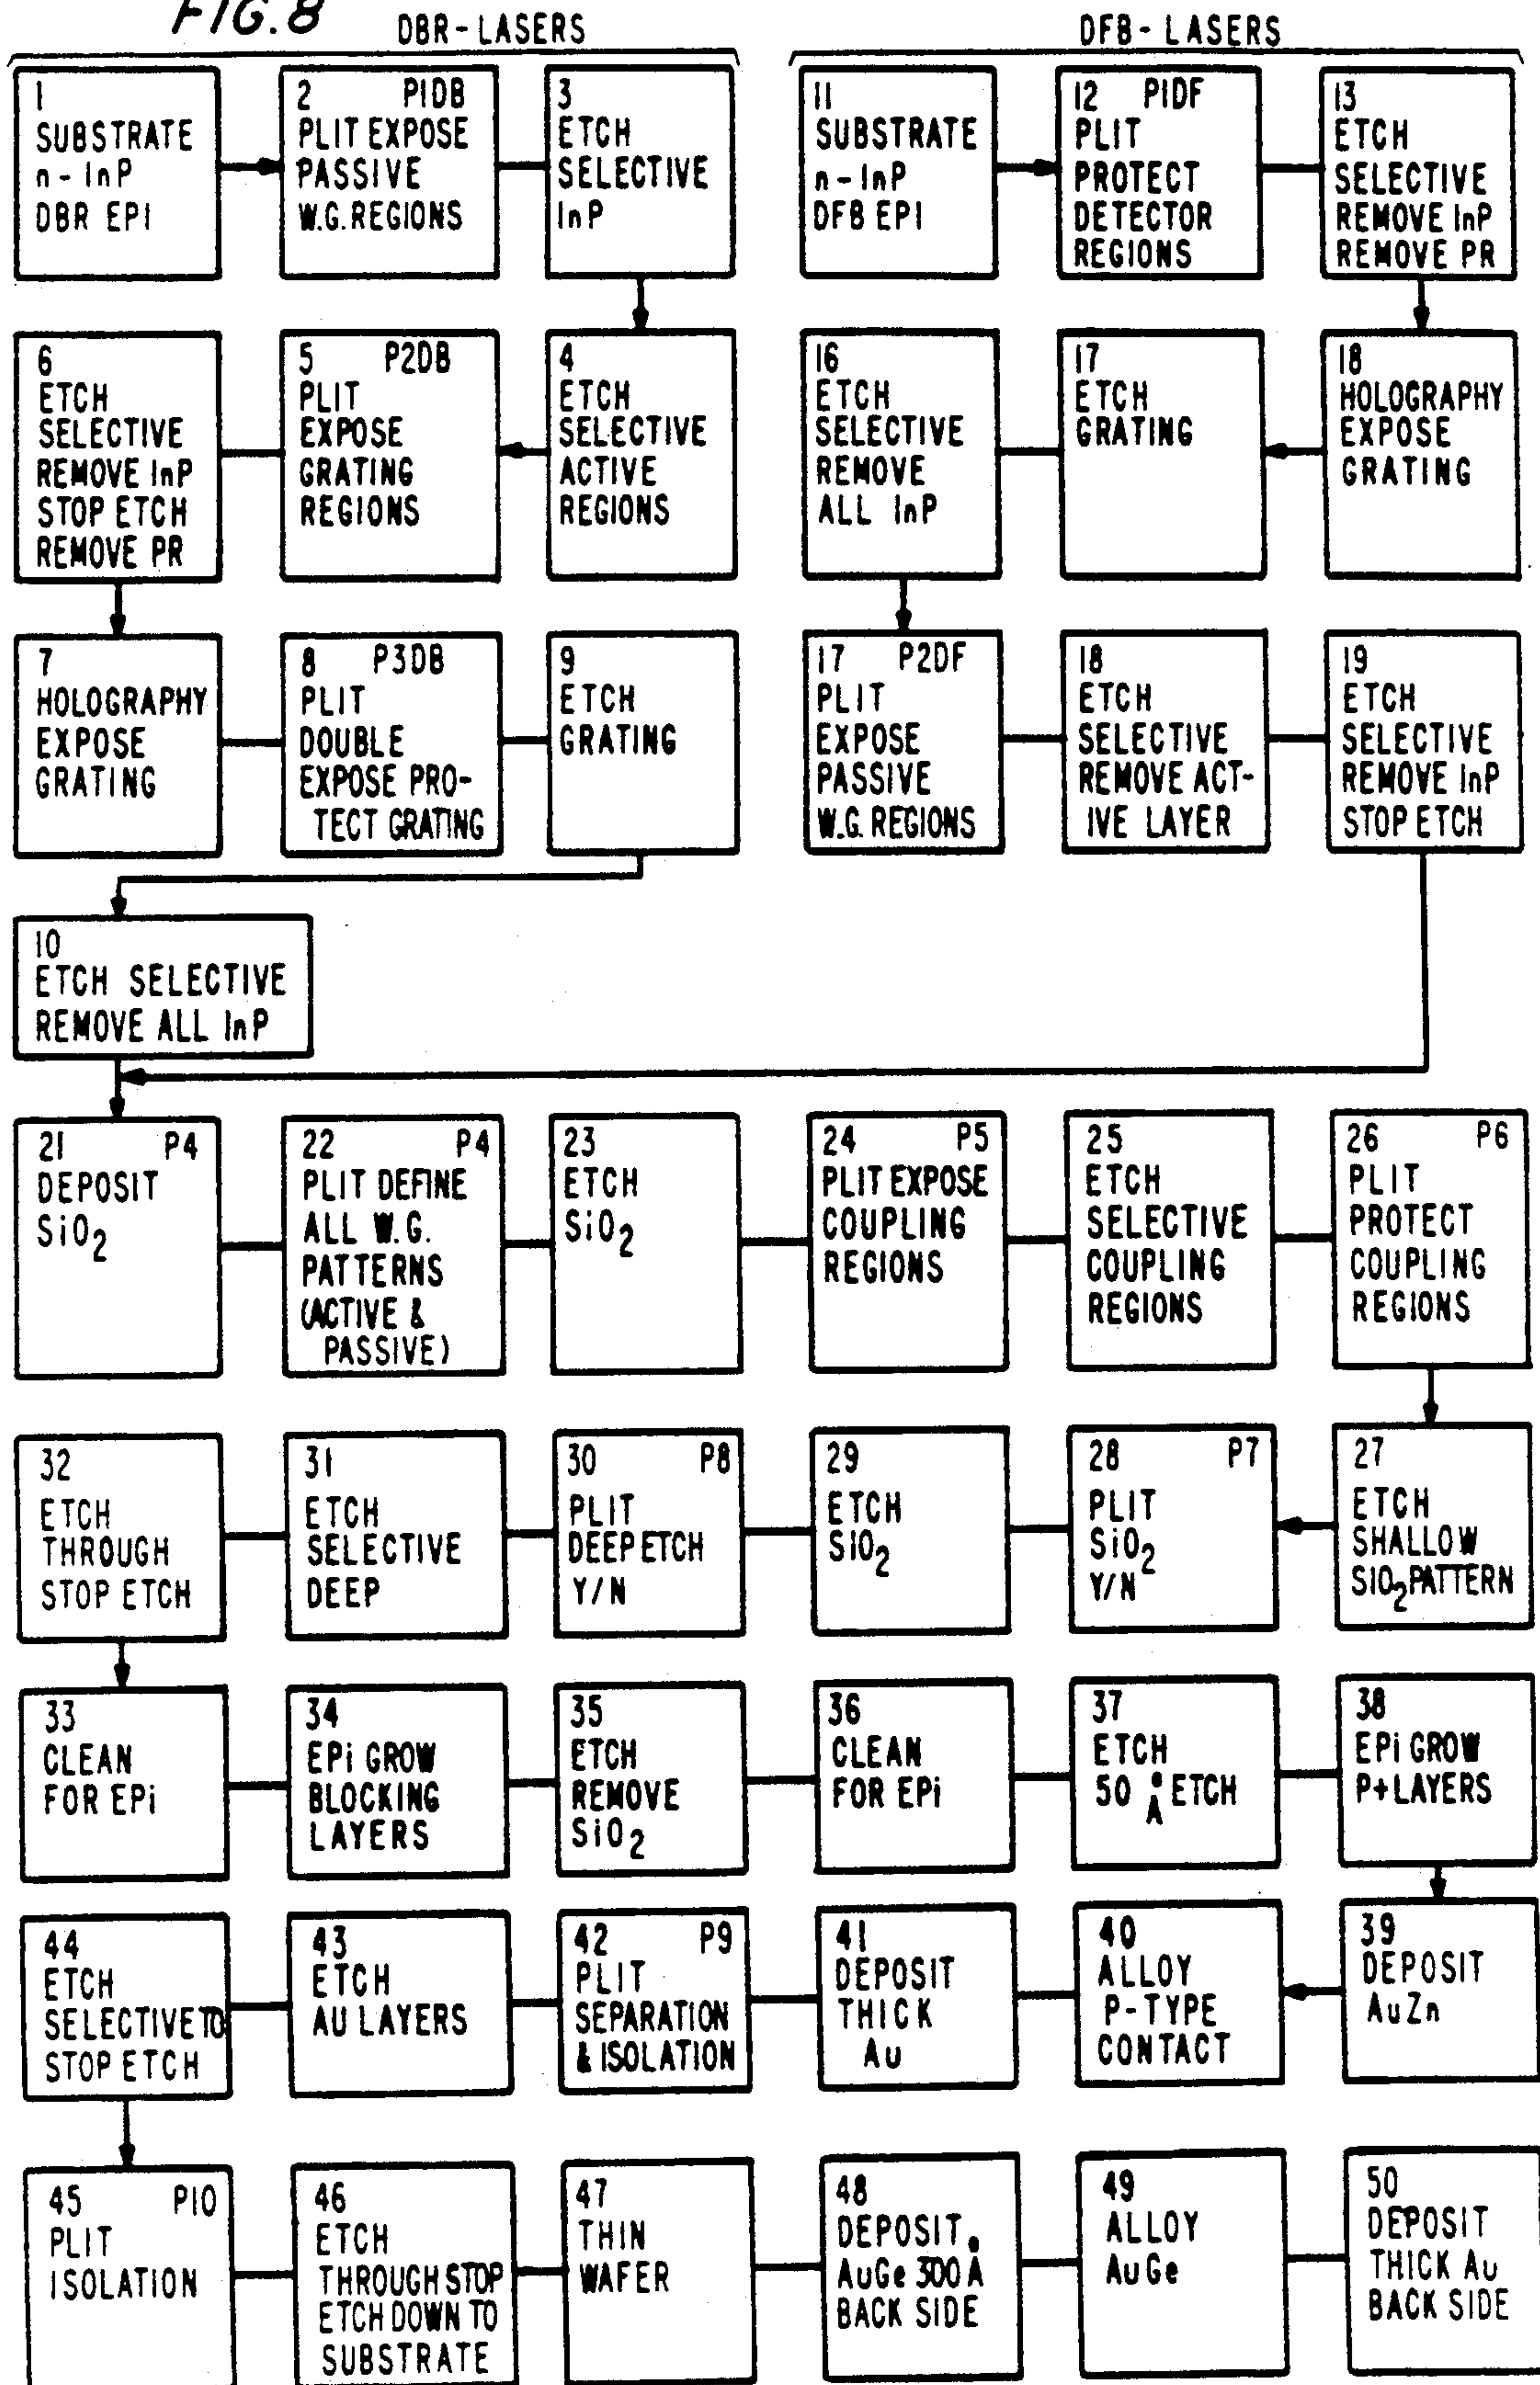 FIG.8
DBR-LASERS
DFB-LASERS
1
SUBSTRATE
n-InP
DBR EPI
2 P1DB
PLIT EXPOSE
PASSIVE
W.G. REGIONS
3
ETCH
SELECTIVE
InP
11
SUBSTRATE
n-InP
DFB EPI
12 P1DF
PLIT
PROTECT
DETECTOR
REGIONS
13
ETCH
SELECTIVE
REMOVE InP
REMOVE PR
6
ETCH
SELECTIVE
REMOVE InP
STOP ETCH
REMOVE PR
5 P2DB
PLIT
EXPOSE
GRATING
REGIONS
4
ETCH
SELECTIVE
ACTIVE
REGIONS
16
ETCH
SELECTIVE
REMOVE
ALL InP
17
ETCH
GRATING
18
HOLOGRAPHY
EXPOSE
GRATING
7
HOLOGRAPHY
EXPOSE
GRATING
8 P3DB
PLIT
DOUBLE
EXPOSE PRO-
TECT GRATING
9
ETCH
GRATING
17 P2DF
PLIT
EXPOSE
PASSIVE
W.G. REGIONS
18
ETCH
SELECTIVE
REMOVE ACT-
IVE LAYER
19
ETCH
SELECTIVE
REMOVE InP
STOP ETCH
10
ETCH SELECTIVE
REMOVE ALL InP
21 P4
DEPOSIT
SiO2
22 P4
PLIT DEFINE
ALL W.G.
PATTERNS
(ACTIVE &
PASSIVE)
23
ETCH
SiO2
24 P5
PLIT EXPOSE
COUPLING
REGIONS
25
ETCH
SELECTIVE
COUPLING
REGIONS
26 P6
PLIT
PROTECT
COUPLING
REGIONS
32
ETCH
THROUGH
STOP ETCH
31
ETCH
SELECTIVE
DEEP
30 P8
PLIT
DEEP ETCH
Y/N
29
ETCH
SiO2
28 P7
PLIT
SiO2
Y/N
27
ETCH
SHALLOW
SiO2 PATTERN
33
CLEAN
FOR EPi
34
EPi GROW
BLOCKING
LAYERS
35
ETCH
REMOVE
SiO2
36
CLEAN
FOR EPi
37
ETCH
50 Å ETCH
38
EPi GROW
P+ LAYERS
44
ETCH
SELECTIVE TO
STOP ETCH
43
ETCH
AU LAYERS
42 P9
PLIT
SEPARATION
& ISOLATION
41
DEPOSIT
THICK
Au
40
ALLOY
P-TYPE
CONTACT
39
DEPOSIT
AuZn
45 P10
PLIT
ISOLATION
46
ETCH
THROUGH STOP
ETCH DOWN TO
SUBSTRATE
47
THIN
WAFER
48
DEPOSIT
AuGe 300 Å
BACK SIDE
49
ALLOY
AuGe
50
DEPOSIT
THICK Au
BACK SIDE